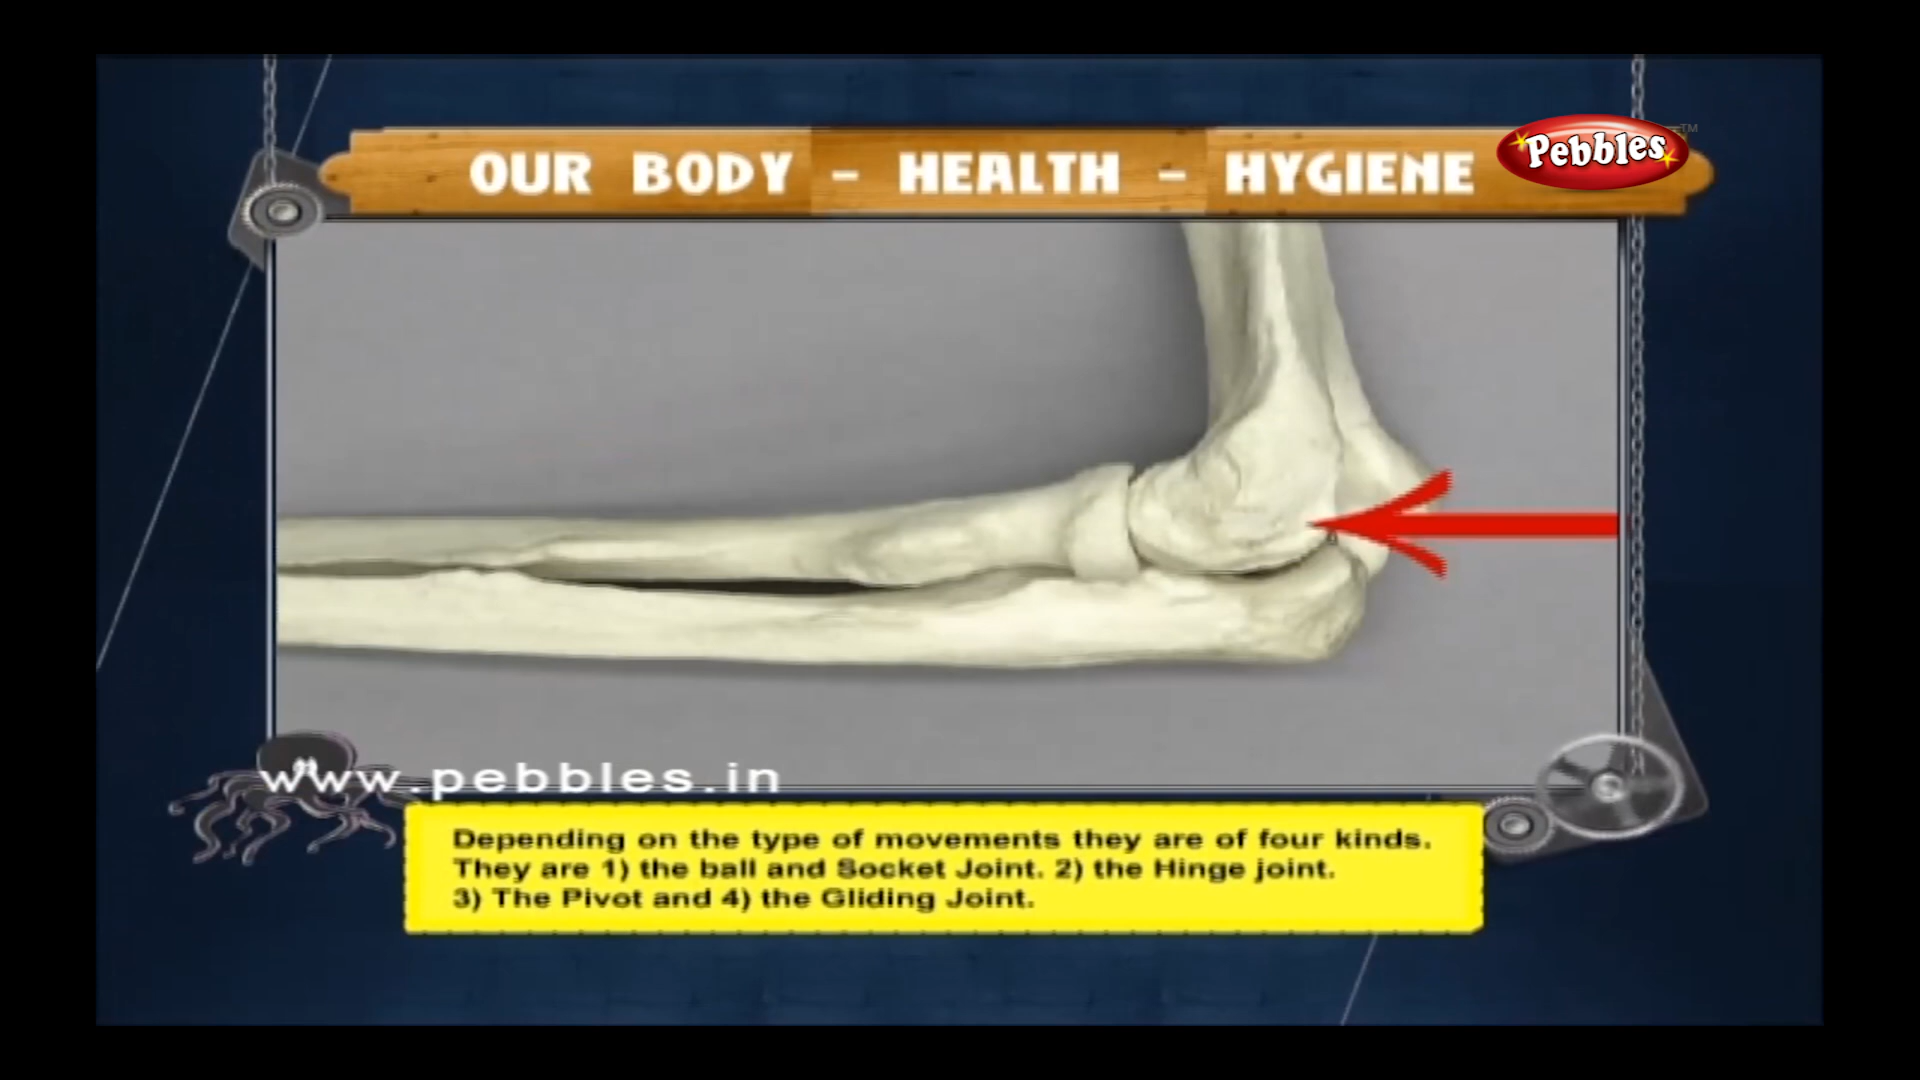 OUR BODY - HEALTH - HYGIENE
Pebbles™
www.pebbles.in
Depending on the type of movements they are of four kinds.
They are 1) the ball and Socket Joint. 2) the Hinge joint.
3) The Pivot and 4) the Gliding Joint.